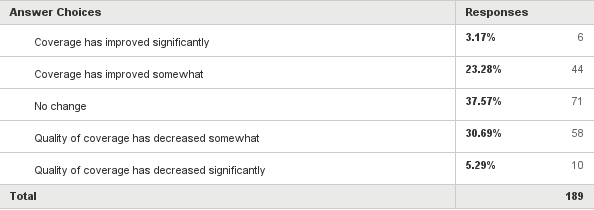 Answer Choices Responses
Coverage has improved significantly 3.17% 6
Coverage has improved somewhat 23.28% 44
No change 37.57% 71
Quality of coverage has decreased somewhat 30.69% 58
Quality of coverage has decreased significantly 5.29% 10
Total 189